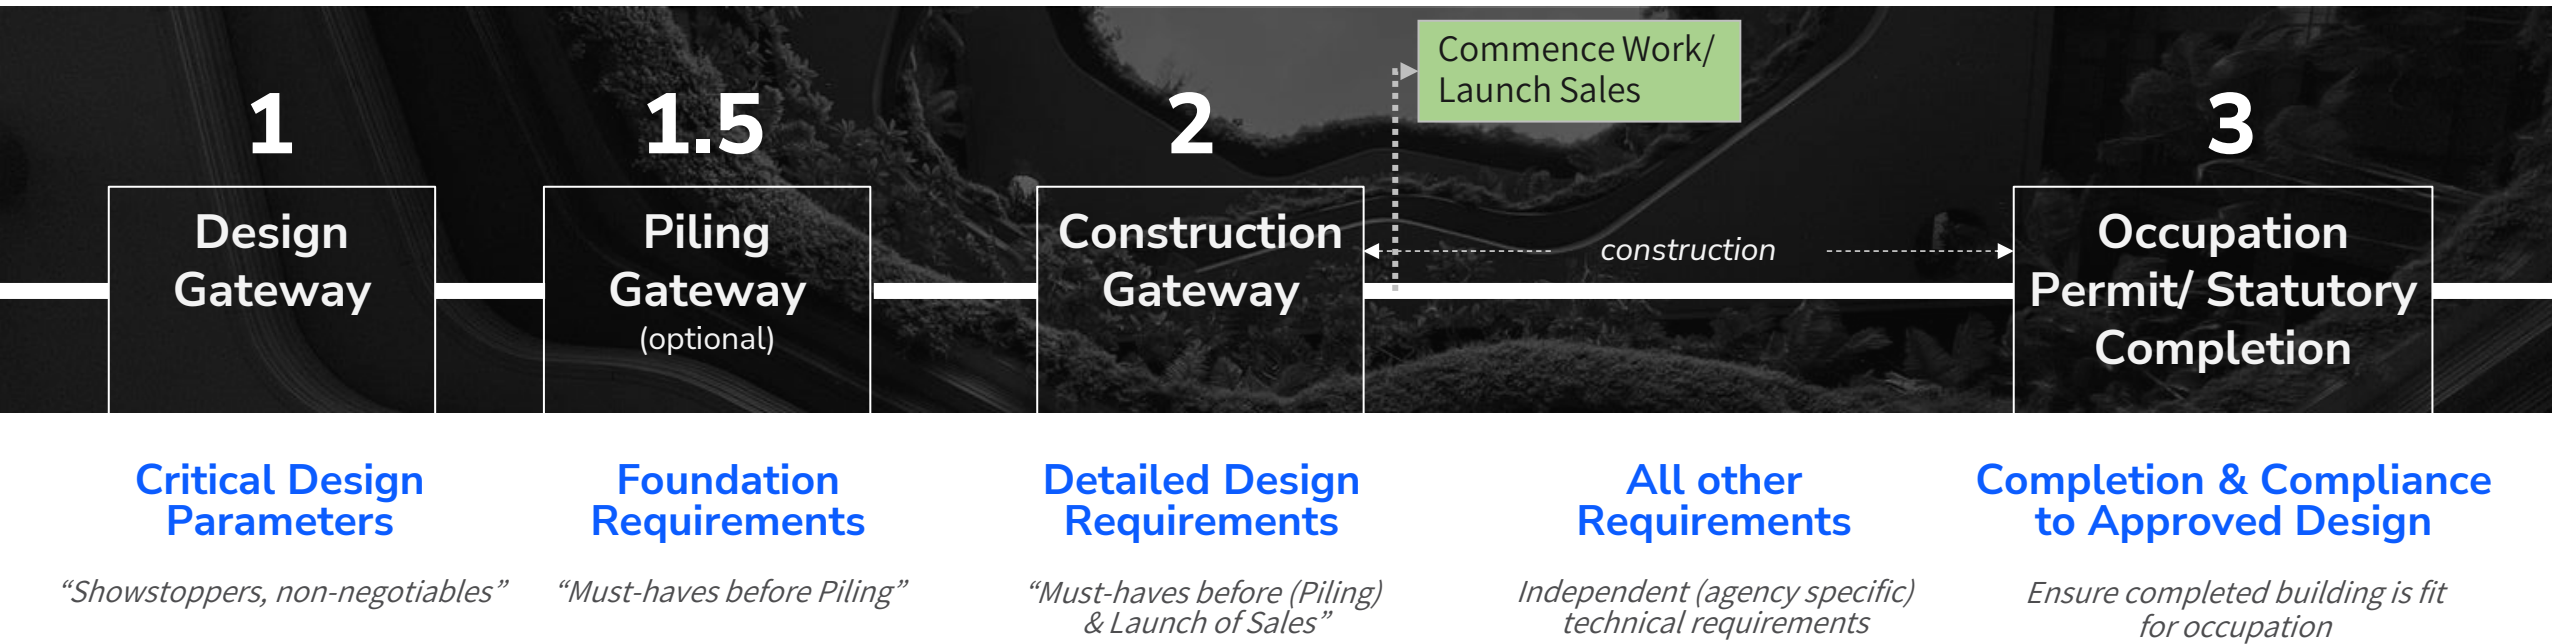 Commence Work/
Launch Sales
1
1.5
2
3
Design
Gateway
Piling
Gateway
(optional)
Construction
Gateway
construction
Occupation
Permit/ Statutory
Completion
Critical Design
Parameters
“Showstoppers, non-negotiables”
Foundation
Requirements
“Must-haves before Piling”
Detailed Design
Requirements
“Must-haves before (Piling)
& Launch of Sales”
All other
Requirements
Independent (agency specific)
technical requirements
Completion & Compliance
to Approved Design
Ensure completed building is fit
for occupation